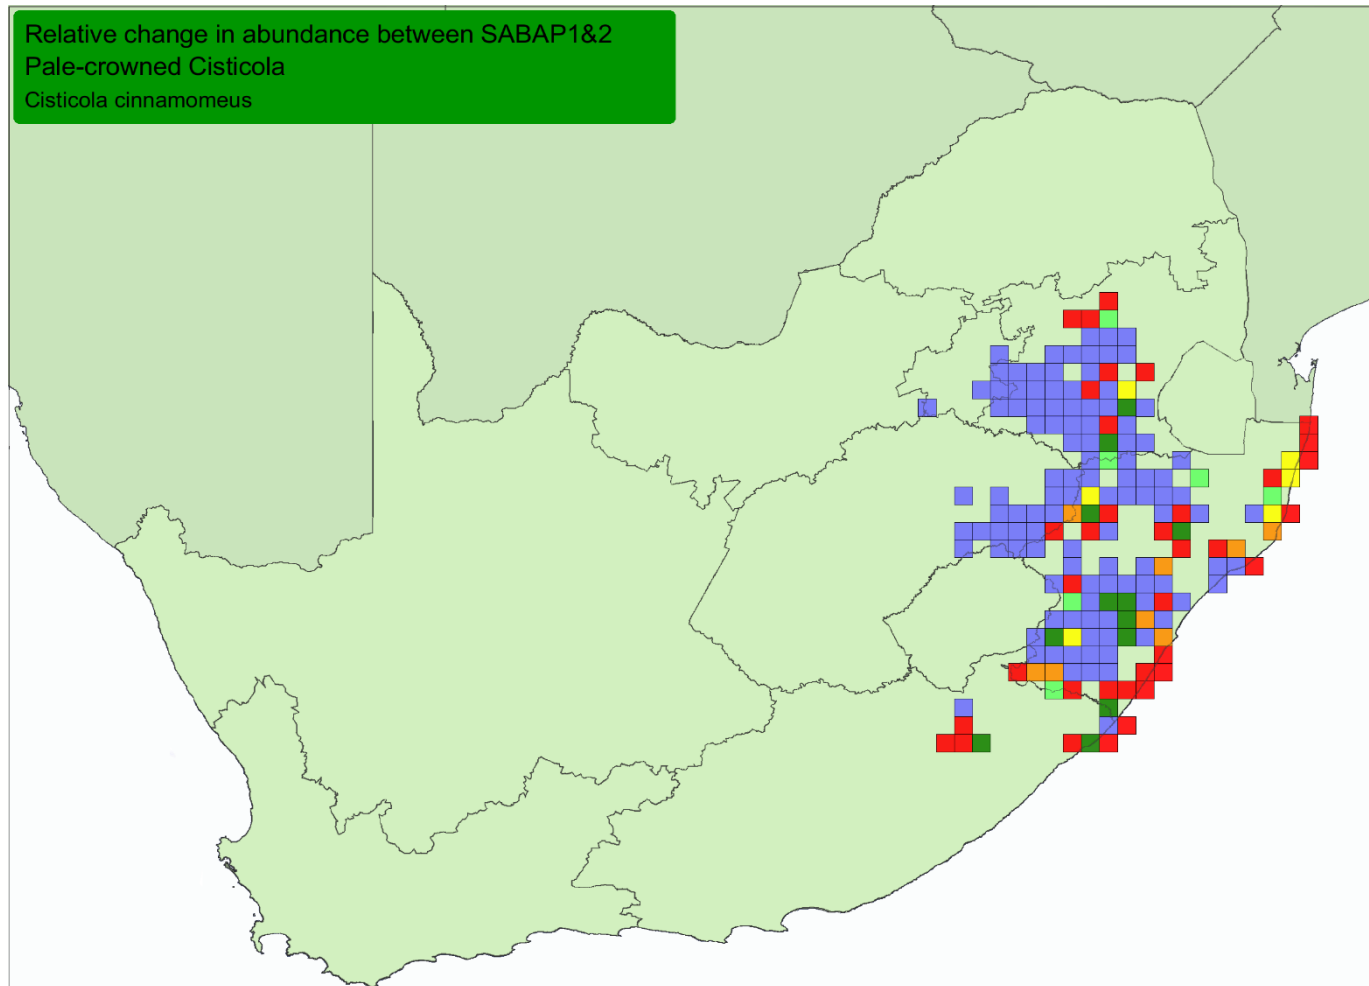 Relative change in abundance between SABAP1&2
Pale-crowned Cisticola
Cisticola cinnamomeus